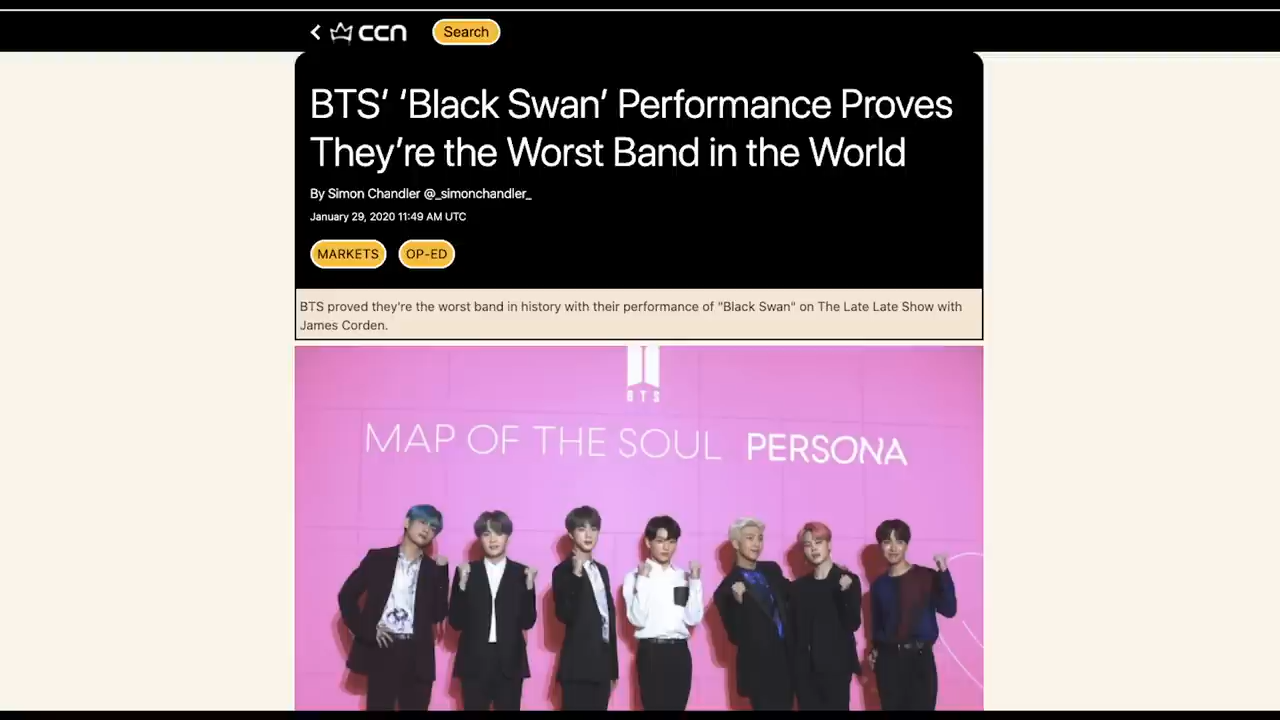 ccn
Search
BTS’ ‘Black Swan’ Performance Proves
They’re the Worst Band in the World
By Simon Chandler @_simonchandler_
January 29, 2020 11:49 AM UTC
MARKETS OP-ED
BTS proved they're the worst band in history with their performance of "Black Swan" on The Late Late Show with
James Corden.
BTS
MAP OF THE SOUL PERSONA